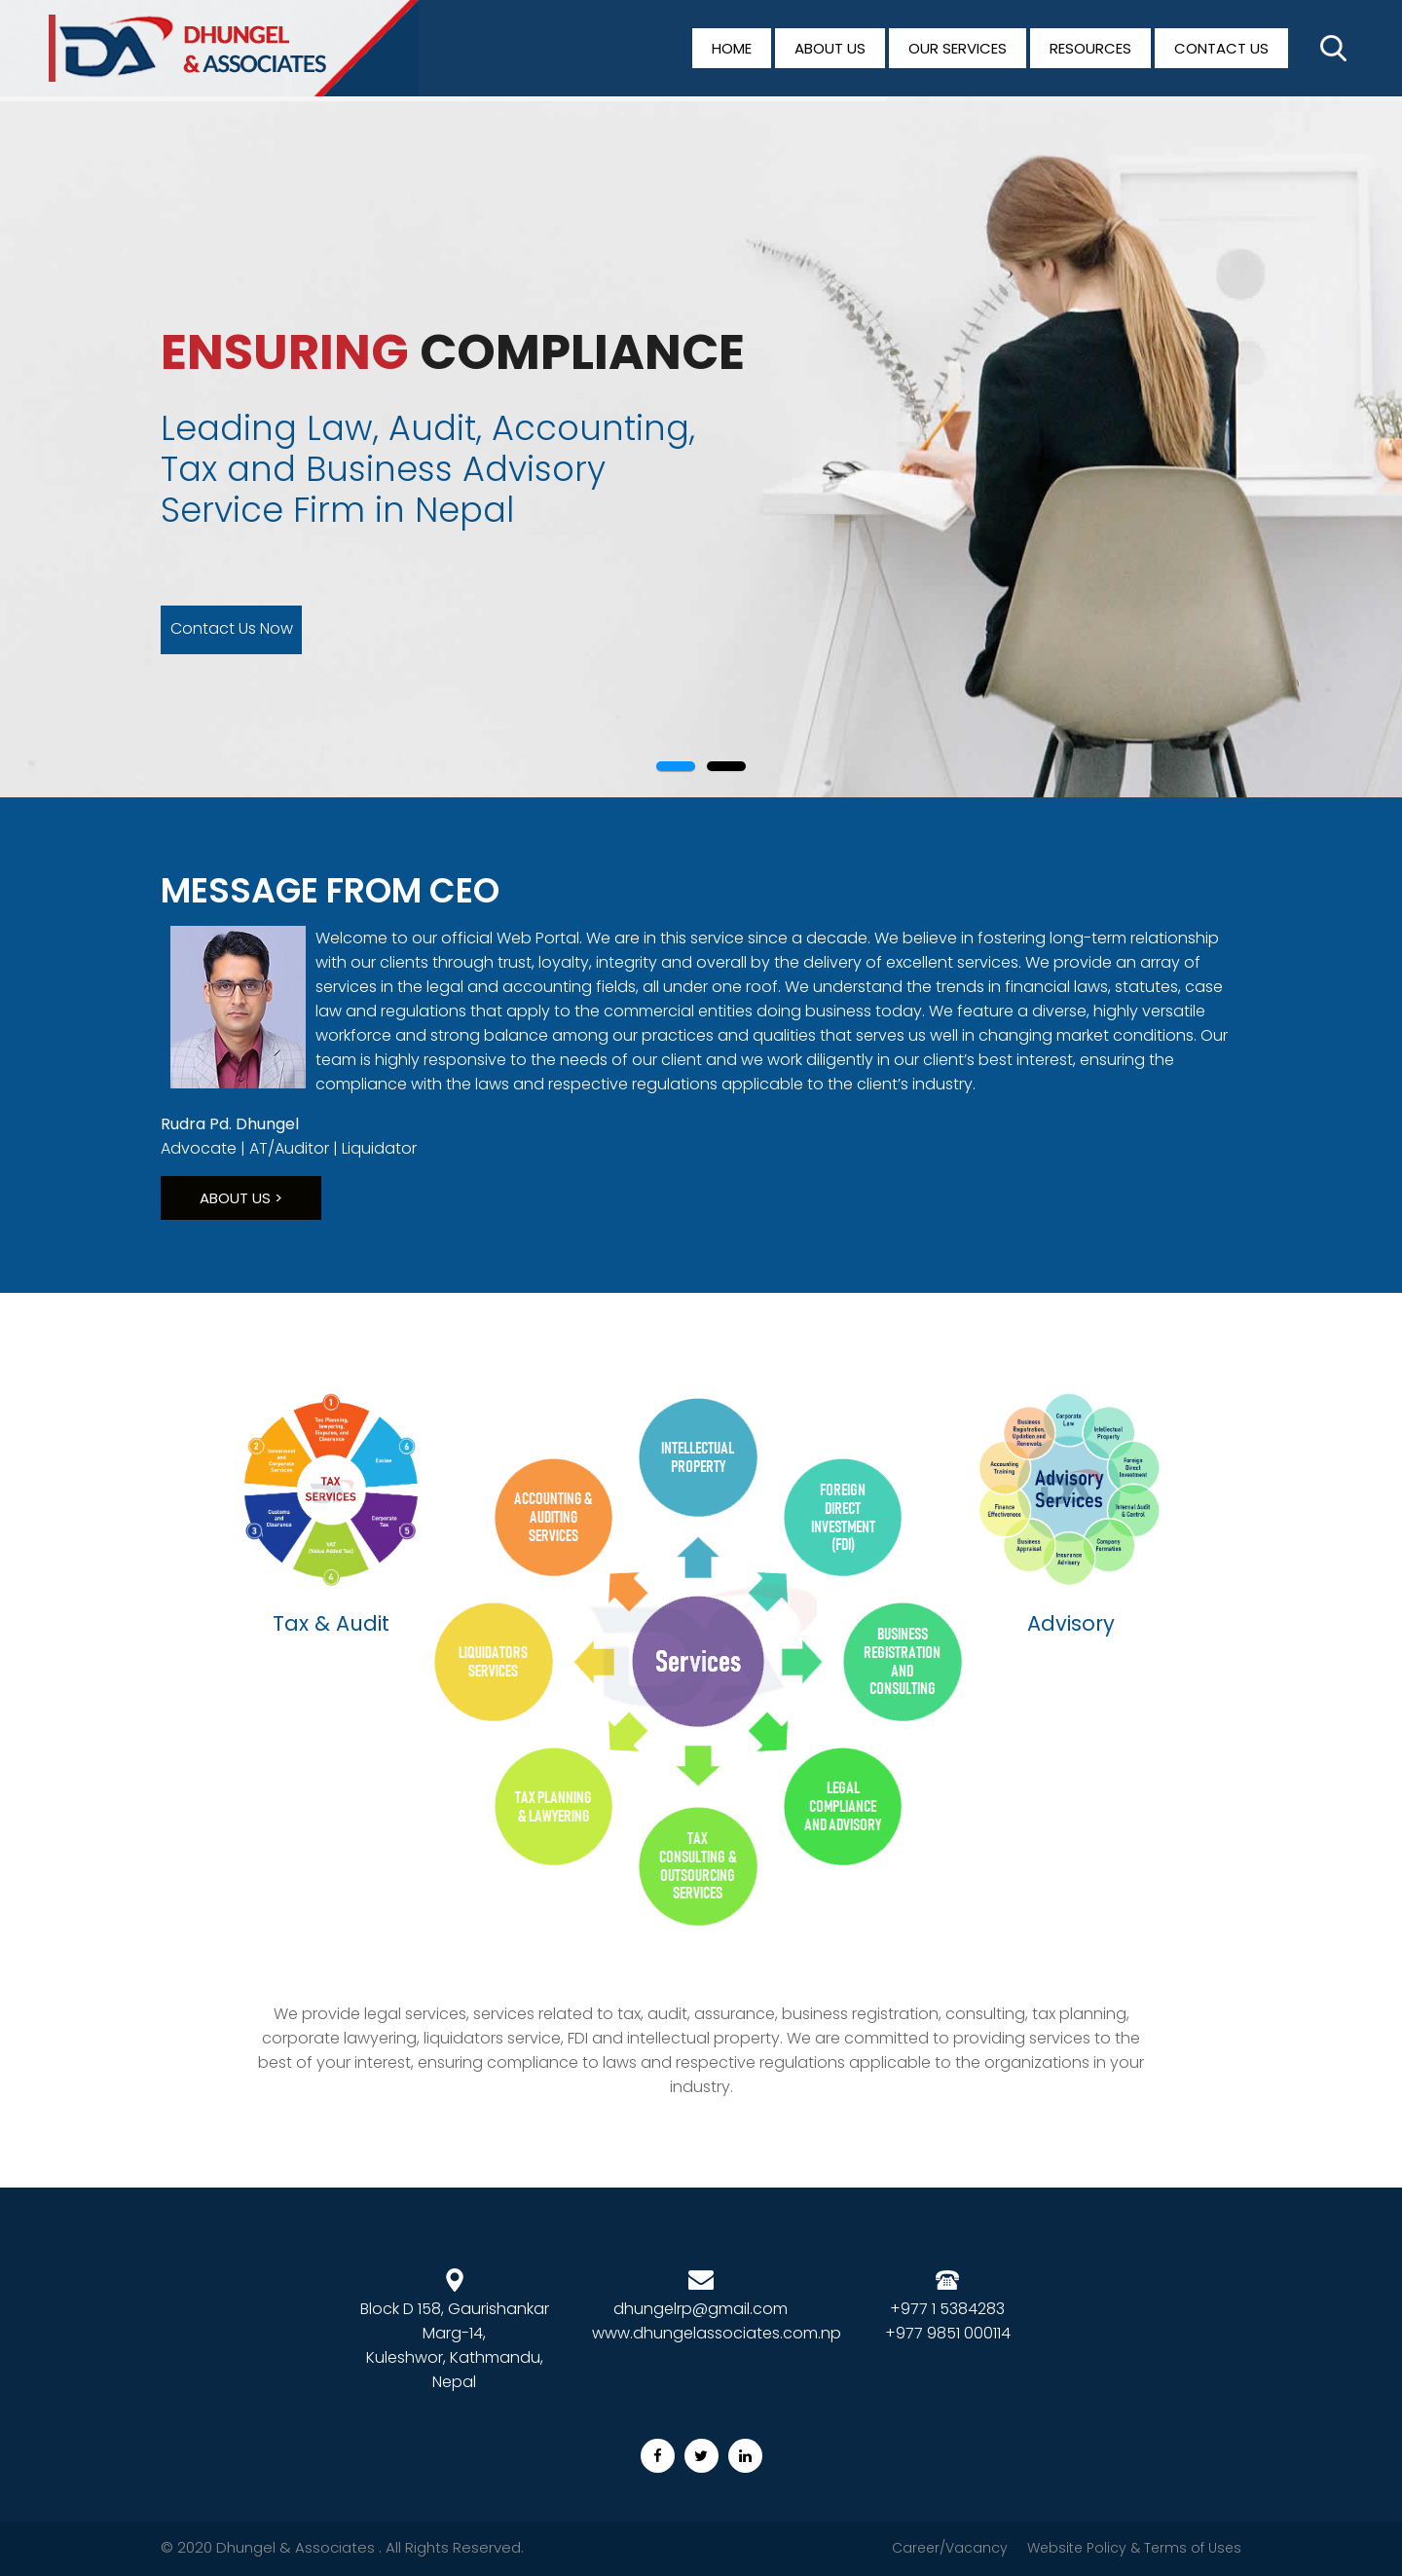 DHUNGEL
& ASSOCIATES
HOME
ABOUT US
OUR SERVICES
RESOURCES
CONTACT US
ENSURING COMPLIANCE
Leading Law, Audit, Accounting,
Tax and Business Advisory
Service Firm in Nepal
Contact Us Now
MESSAGE FROM CEO
Welcome to our official Web Portal. We are in this service since a decade. We believe in fostering long-term relationship
with our clients through trust, loyalty, integrity and overall by the delivery of excellent services. We provide an array of
services in the legal and accounting fields, all under one roof. We understand the trends in financial laws, statutes, case
law and regulations that apply to the commercial entities doing business today. We feature a diverse, highly versatile
workforce and strong balance among our practices and qualities that serves us well in changing market conditions. Our
team is highly responsive to the needs of our client and we work diligently in our client’s best interest, ensuring the
compliance with the laws and respective regulations applicable to the client’s industry.
Rudra Pd. Dhungel
Advocate | AT/Auditor | Liquidator
ABOUT US >
1
Tax Planning,
lawyering,
Disputes, and
Clearance
2
Investment
and
Corporate
Services
6
Excise
TAX
SERVICES
3
Customs
and
Clearance
Corporate
Tax
5
VAT
(Value Added Tax)
4
Tax & Audit
INTELLECTUAL
PROPERTY
ACCOUNTING &
AUDITING
SERVICES
FOREIGN
DIRECT
INVESTMENT
(FDI)
LIQUIDATORS
SERVICES
Services
BUSINESS
REGISTRATION
AND
CONSULTING
TAX PLANNING
& LAWYERING
LEGAL
COMPLIANCE
AND ADVISORY
TAX
CONSULTING &
OUTSOURCING
SERVICES
Corporate
Law
Business
Registration,
Updation and
Renewals
Intellectual
Property
Accounting
Training
Foreign
Direct
Investment
Advisory
Services
Finance
Effectiveness
Internal Audit
& Control
Business
Appraisal
Company
Formation
Insurance
Advisory
Advisory
We provide legal services, services related to tax, audit, assurance, business registration, consulting, tax planning,
corporate lawyering, liquidators service, FDI and intellectual property. We are committed to providing services to the
best of your interest, ensuring compliance to laws and respective regulations applicable to the organizations in your
industry.
Block D 158, Gaurishankar
Marg-14,
Kuleshwor, Kathmandu,
Nepal
dhungelrp@gmail.com
www.dhungelassociates.com.np
+977 1 5384283
+977 9851 000114
© 2020 Dhungel & Associates . All Rights Reserved.
Career/Vacancy
Website Policy & Terms of Uses